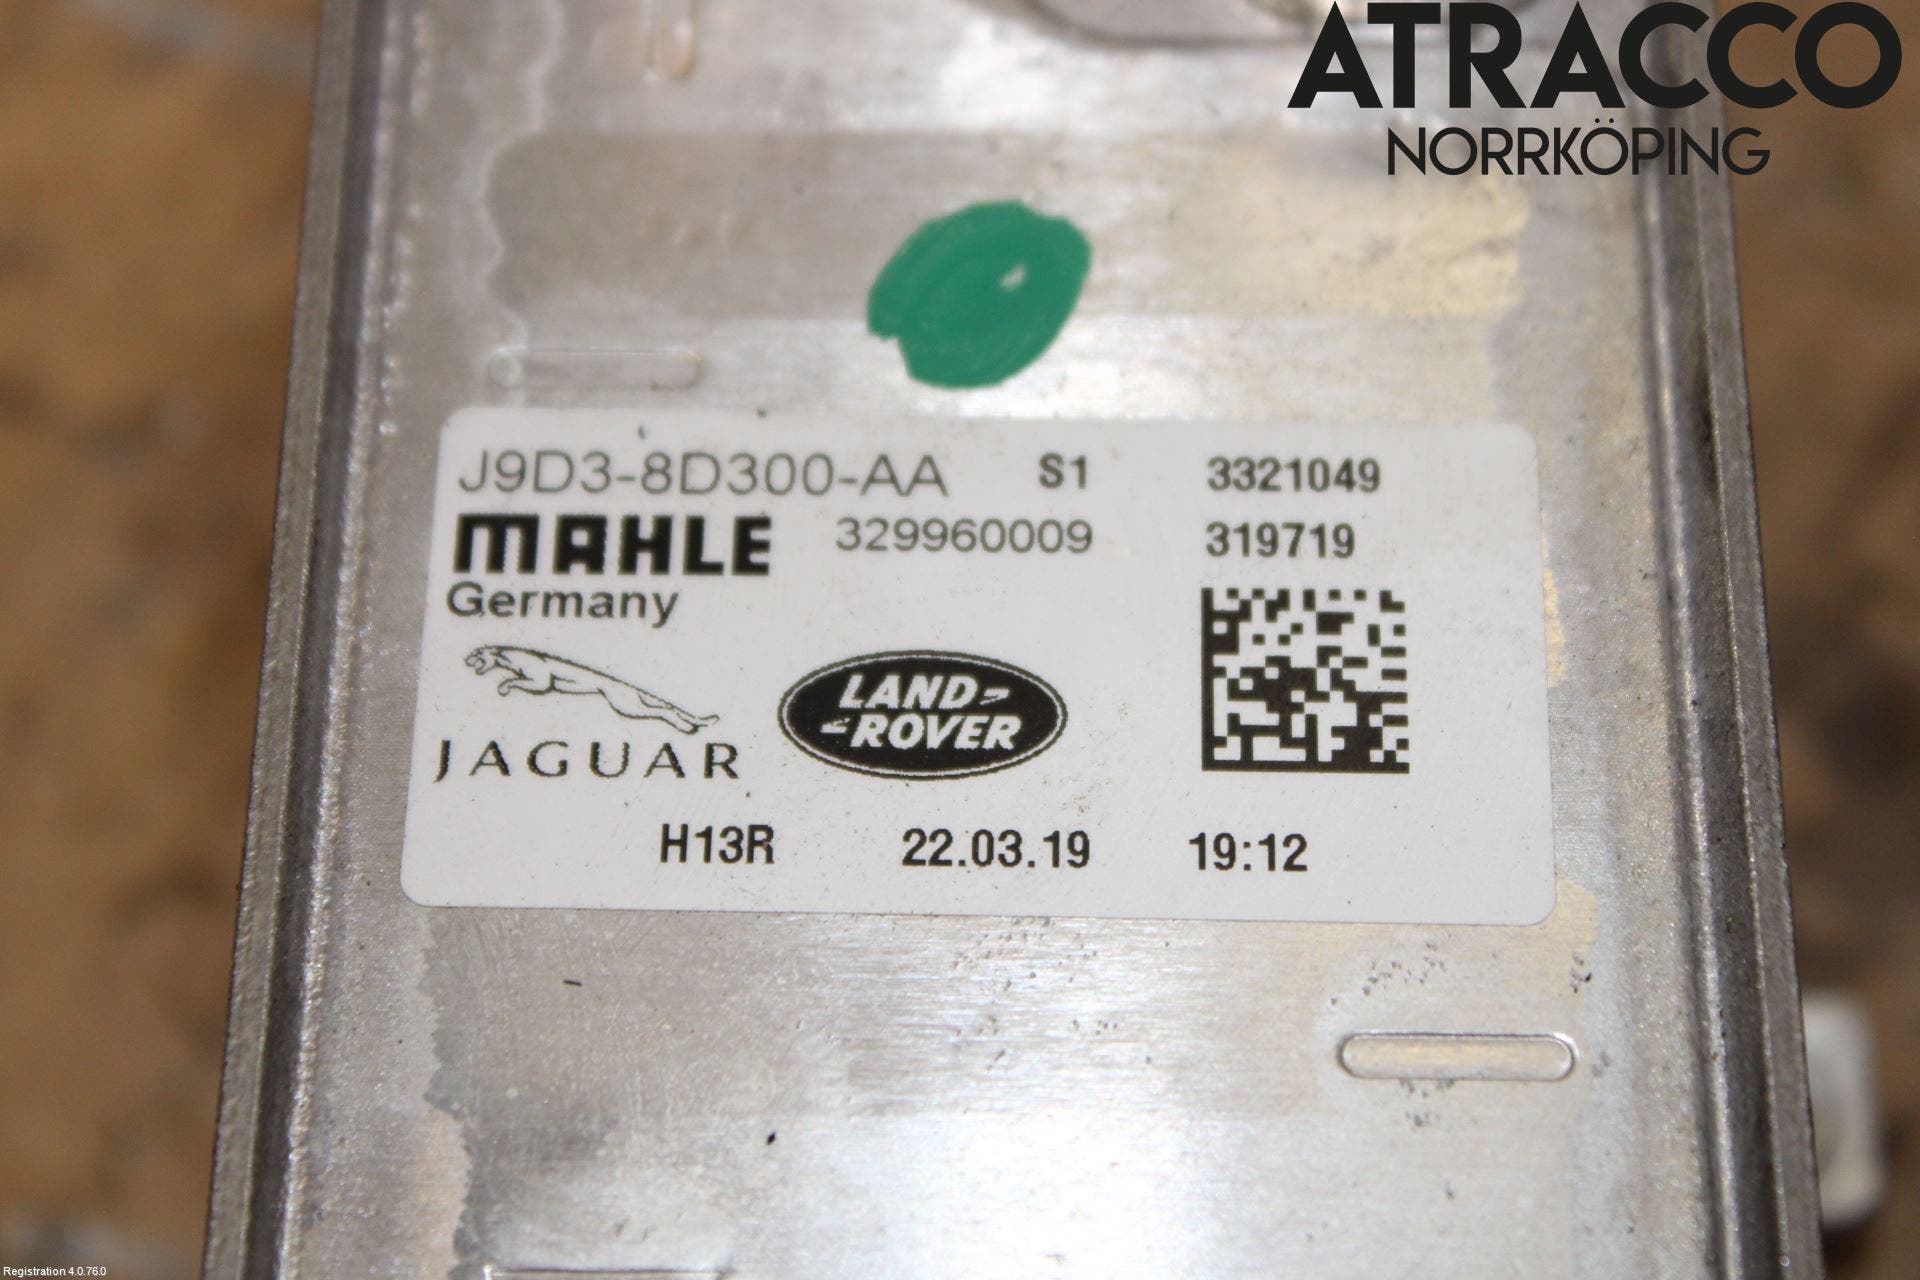 ATRACCO
NORRKÖPING
J9D3-8D300-AA S1 3321049
MAHLE 329960009 319719
Germany
JAGUAR
LAND-
-ROVER
H13R 22.03.19 19:12
Registration 4.0.76.0